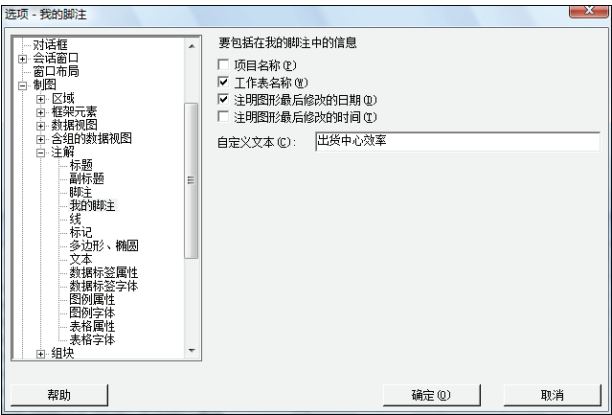 选项 - 我的脚注
对话框
会话窗口
窗口布局
制图
区域
框架元素
数据视图
含组的数据视图
注解
标题
副标题
脚注
我的脚注
线
标记
多边形、椭圆
文本
数据标签属性
数据标签字体
图例属性
图例字体
表格属性
表格字体
组块
要包括在我的脚注中的信息
项目名称(P)
工作表名称(W)
注明图形最后修改的日期(D)
注明图形最后修改的时间(T)
自定义文本(C): 出货中心效率
帮助
确定(O)
取消